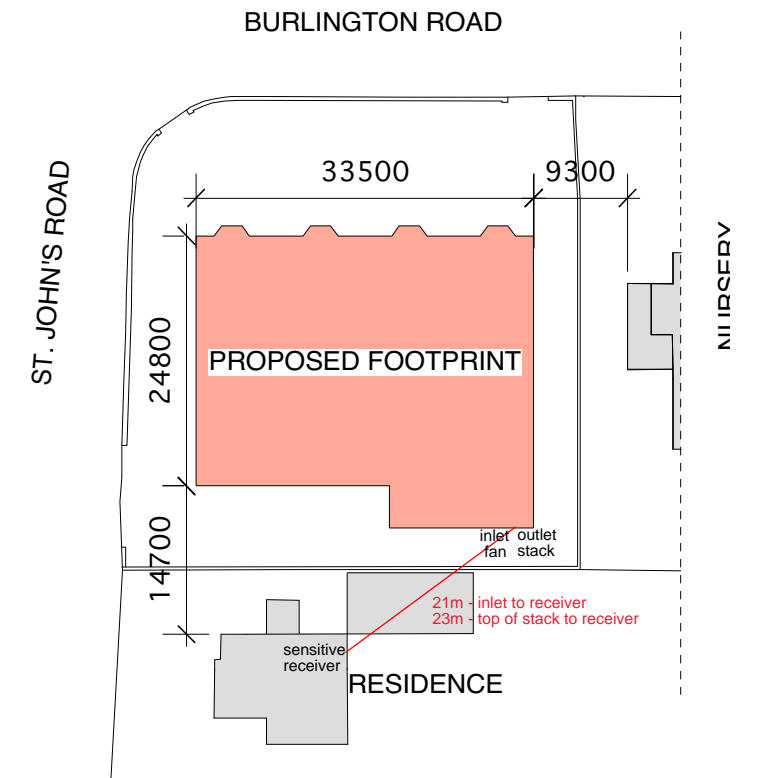 BURLINGTON ROAD
33500
9300
ST. JOHN'S ROAD
NURSERY
24800
PROPOSED FOOTPRINT
14700
inlet outlet
fan stack
21m - inlet to receiver
23m - top of stack to receiver
sensitive
receiver
RESIDENCE